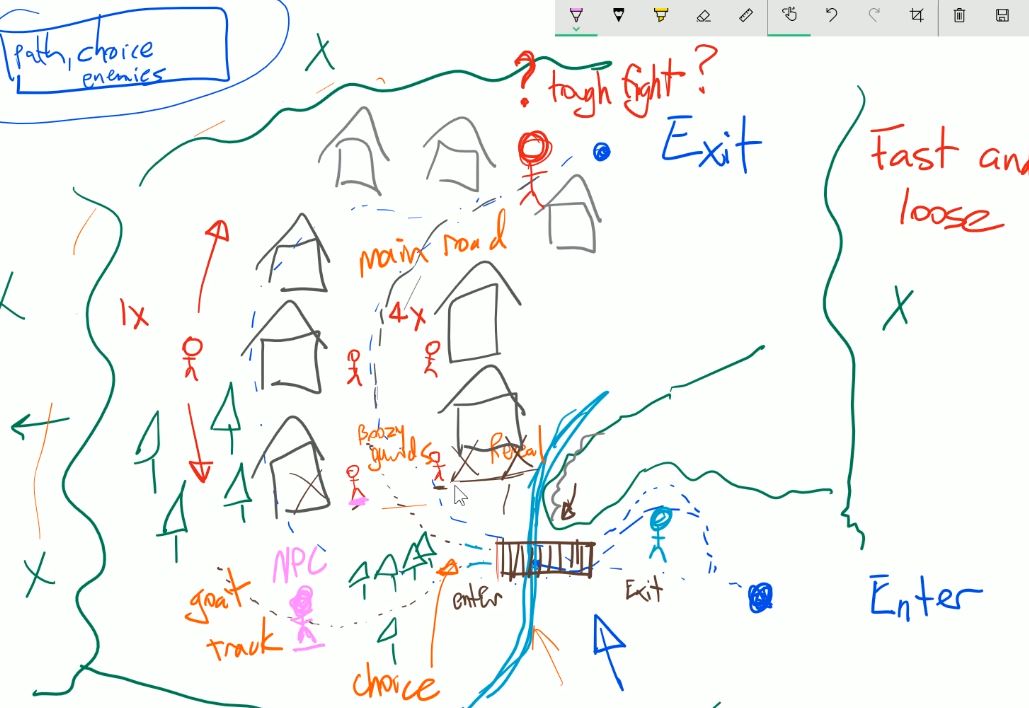 path, choice
enemies
X
? tough fight ?
Exit
Fast and
loose
main road
1x
4x
X
X
Boozy
guards
Reveal
X
NPC
goat
track
enter
Exit
Enter
choice